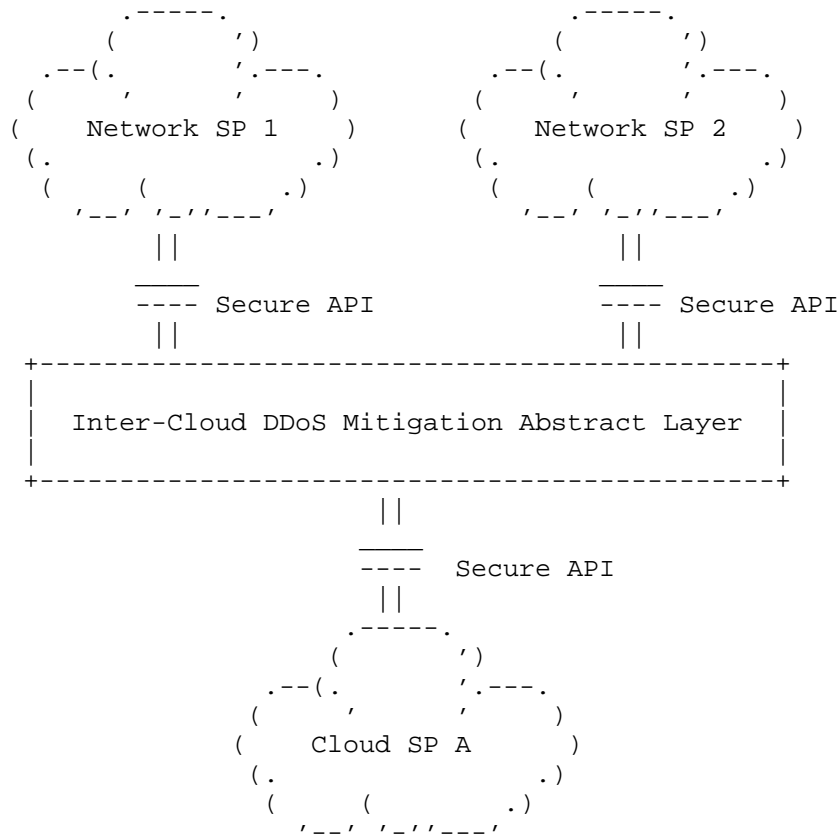 Network SP 1 Network SP 2
Secure API Secure API
Inter-Cloud DDoS Mitigation Abstract Layer
Secure API
Cloud SP A